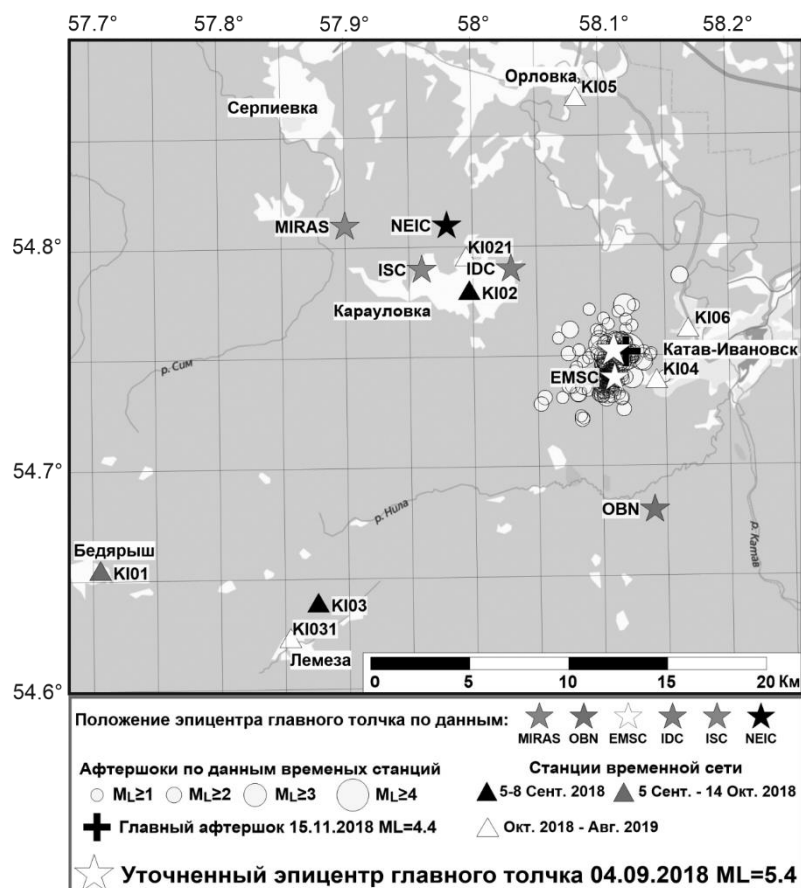 57.7° 57.8° 57.9° 58° 58.1° 58.2°
Орловка
KI05
Серпиевка
MIRAS
NEIC
54.8°
KI021
ISC
IDC
KI02
Карауловка
KI06
Катав-Ивановск
KI04
р. Сим
EMSC
54.7°
р. Нила
OBN
р. Катав
Бедярыш
KI01
KI03
KI031
Лемеза
0 5 10 15 20 Км
54.6°
Положение эпицентра главного толчка по данным:
MIRAS OBN EMSC IDC ISC NEIC
Афтершоки по данным временых станций
ML≥1 ML≥2 ML≥3 ML≥4
Главный афтершок 15.11.2018 ML=4.4
Станции временной сети
5-8 Сент. 2018 5 Сент. - 14 Окт. 2018
Окт. 2018 - Авг. 2019
Уточненный эпицентр главного толчка 04.09.2018 ML=5.4